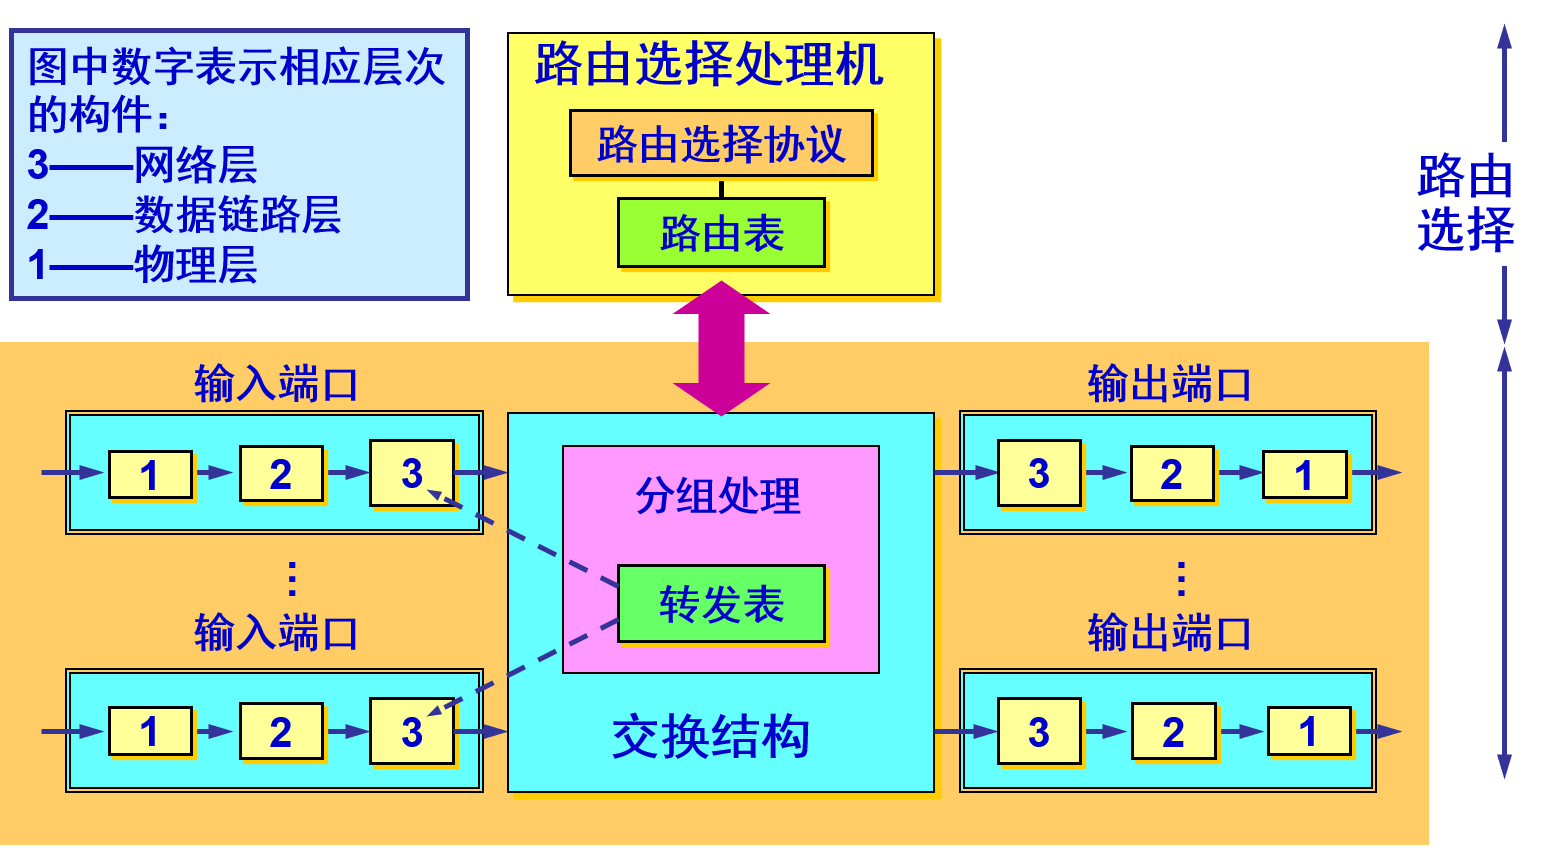 图中数字表示相应层次
的构件：
3——网络层
2——数据链路层
1——物理层
路由选择处理机
路由选择协议
路由表
路由
选择
输入端口
输出端口
1
2
3
3
2
1
分组处理
转发表
⋮
⋮
输入端口
输出端口
1
2
3
3
2
1
交换结构